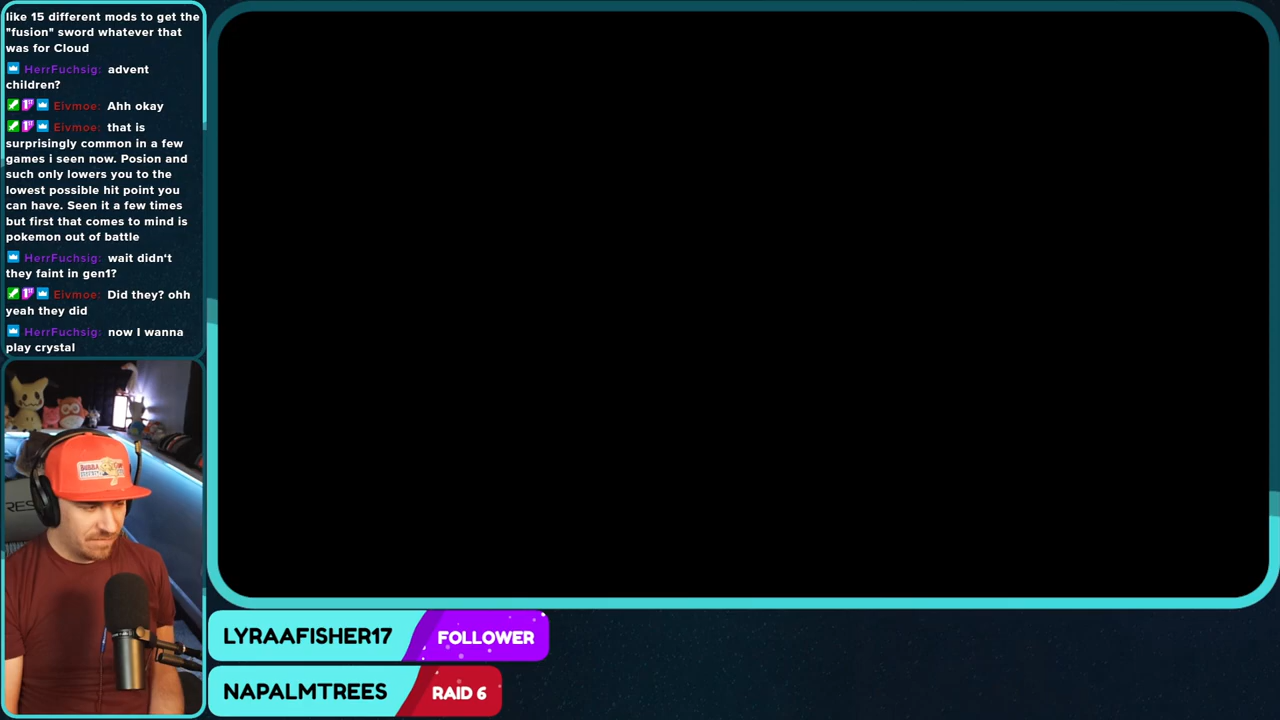 like 15 different mods to get the
"fusion" sword whatever that
was for Cloud
HerrFuchsig: advent
children?
Eivmoe: Ahh okay
Eivmoe: that is
surprisingly common in a few
games i seen now. Posion and
such only lowers you to the
lowest possible hit point you
can have. Seen it a few times
but first that comes to mind is
pokemon out of battle
HerrFuchsig: wait didn't
they faint in gen1?
Eivmoe: Did they? ohh
yeah they did
HerrFuchsig: now I wanna
play crystal
BUBBA GUMP
LYRAAFISHER17 FOLLOWER
NAPALMTREES RAID 6